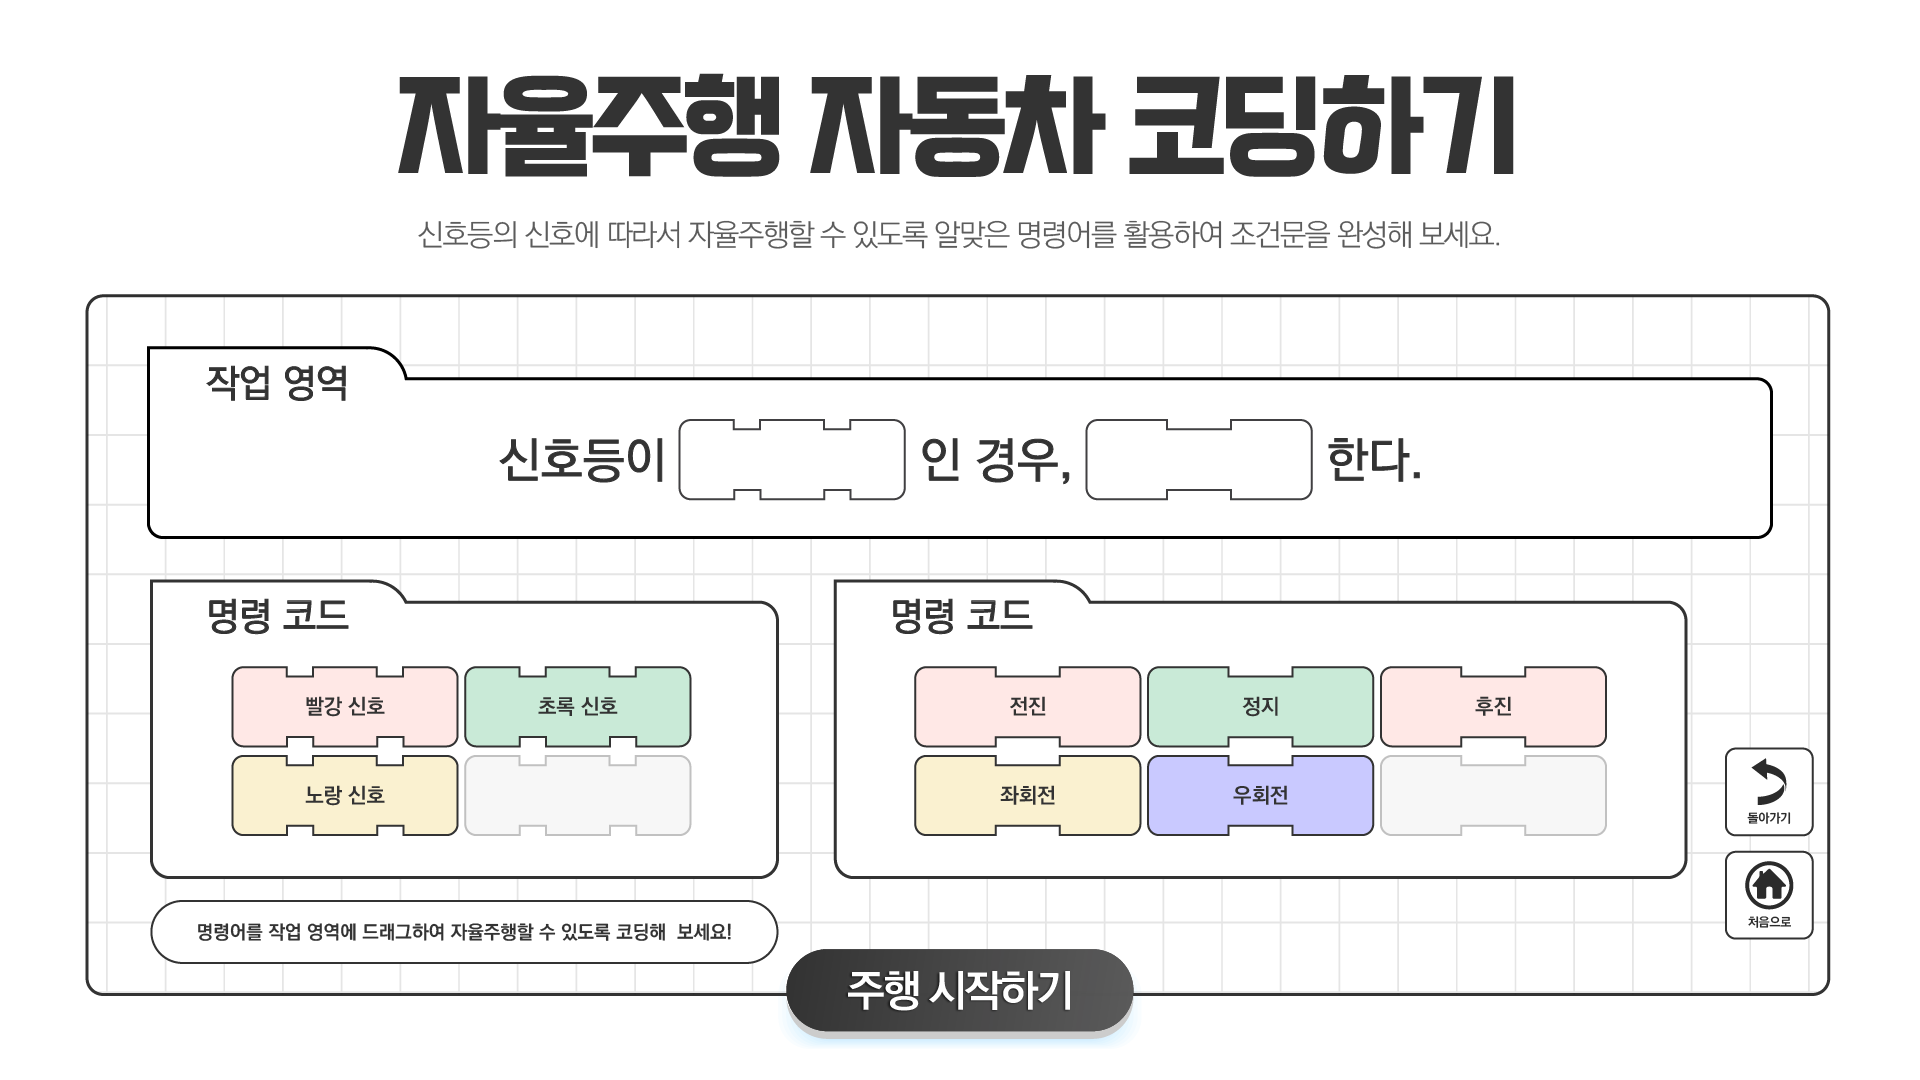 자율주행 자동차 코딩하기
신호등의 신호에 따라서 자율주행할 수 있도록 알맞은 명령어를 활용하여 조건문을 완성해 보세요.
작업 영역
신호등이 인 경우, 한다.
명령 코드
빨강 신호 초록 신호
노랑 신호
명령 코드
전진 정지 후진
좌회전 우회전
돌아가기
처음으로
명령어를 작업 영역에 드래그하여 자율주행할 수 있도록 코딩해 보세요!
주행 시작하기